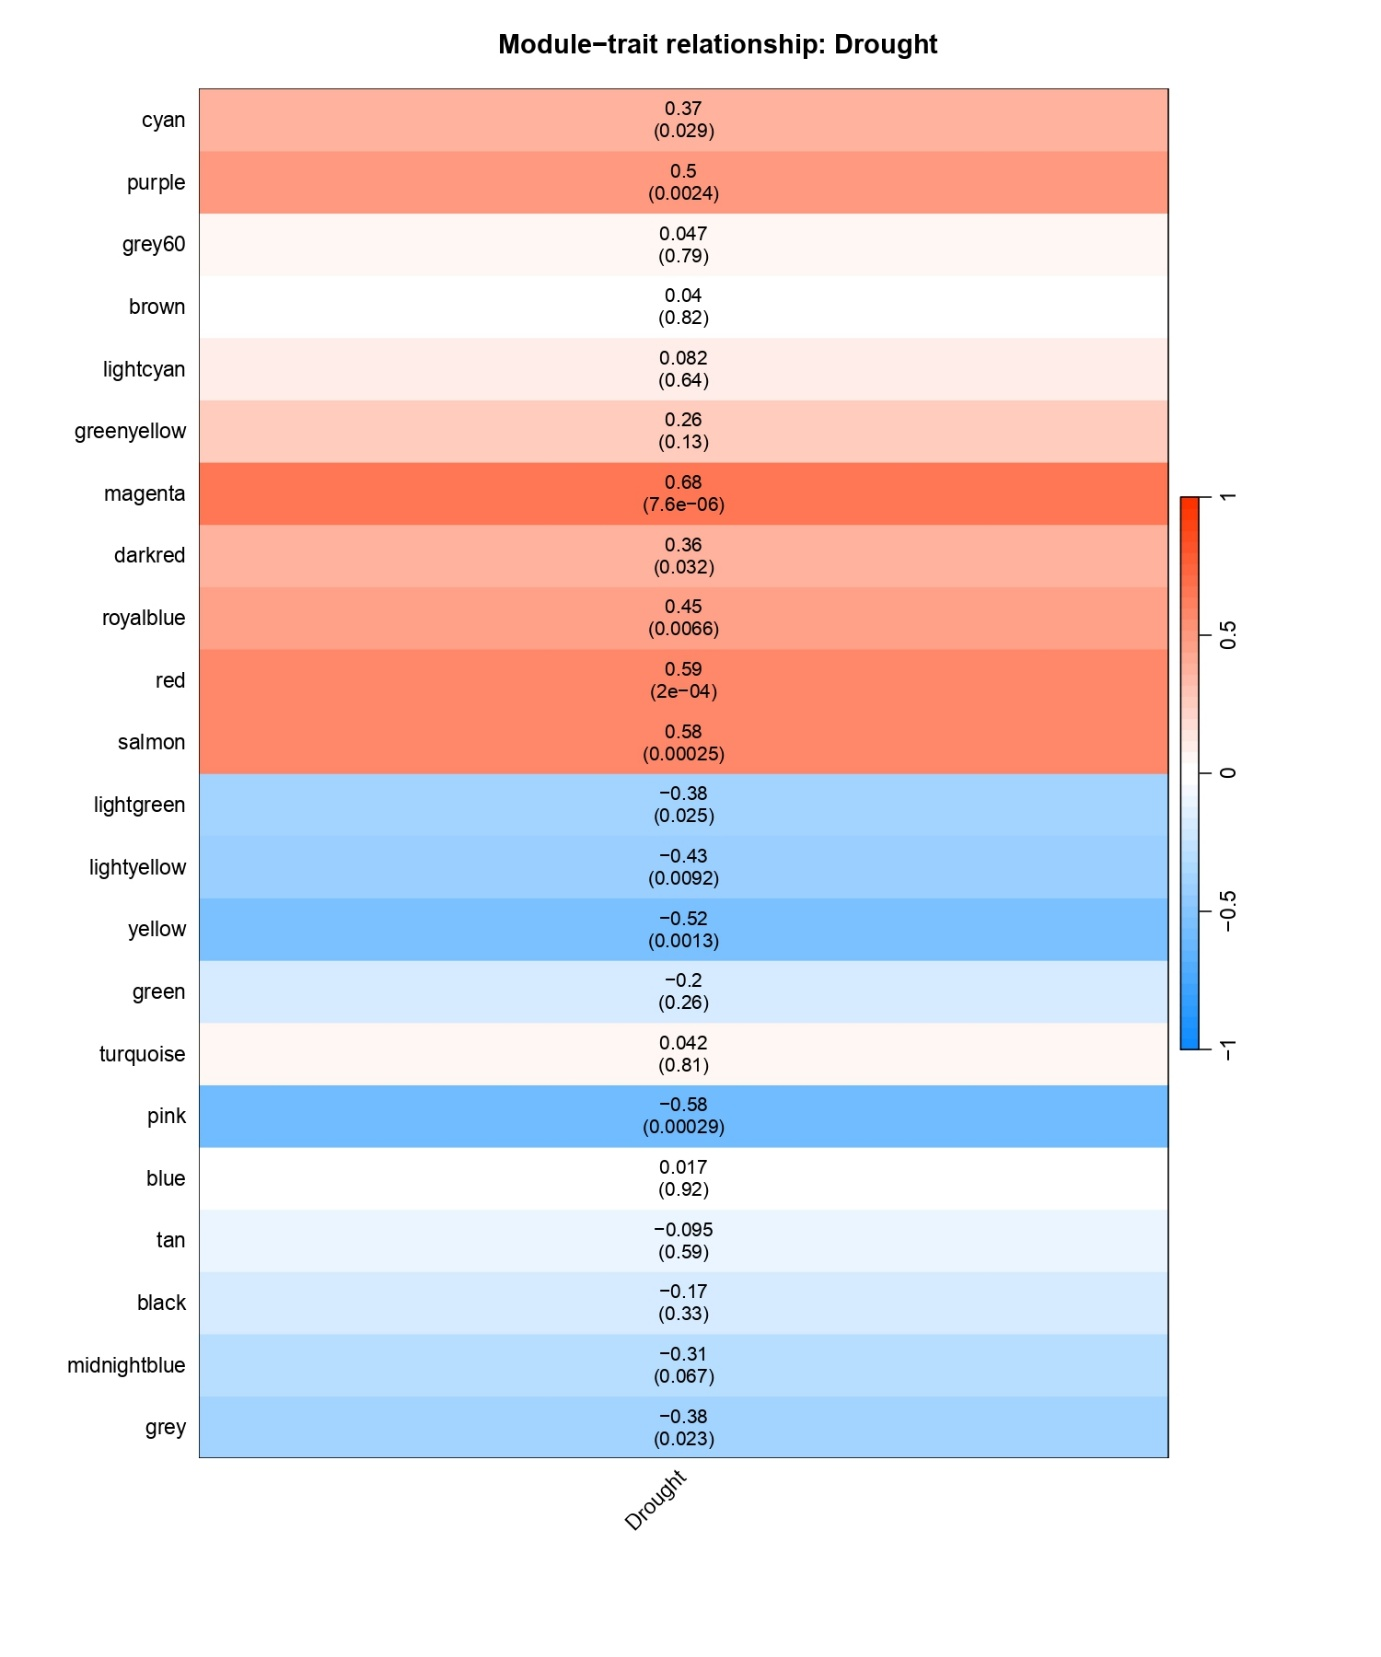 Module−trait relationship: Drought
cyan
0.37
(0.029)
purple
0.5
(0.0024)
grey60
0.047
(0.79)
brown
0.04
(0.82)
lightcyan
0.082
(0.64)
greenyellow
0.26
(0.13)
magenta
0.68
(7.6e−06)
darkred
0.36
(0.032)
royalblue
0.45
(0.0066)
red
0.59
(2e−04)
salmon
0.58
(0.00025)
lightgreen
−0.38
(0.025)
lightyellow
−0.43
(0.0092)
yellow
−0.52
(0.0013)
green
−0.2
(0.26)
turquoise
0.042
(0.81)
pink
−0.58
(0.00029)
blue
0.017
(0.92)
tan
−0.095
(0.59)
black
−0.17
(0.33)
midnightblue
−0.31
(0.067)
grey
−0.38
(0.023)
Drought
1
0.5
0
−0.5
−1